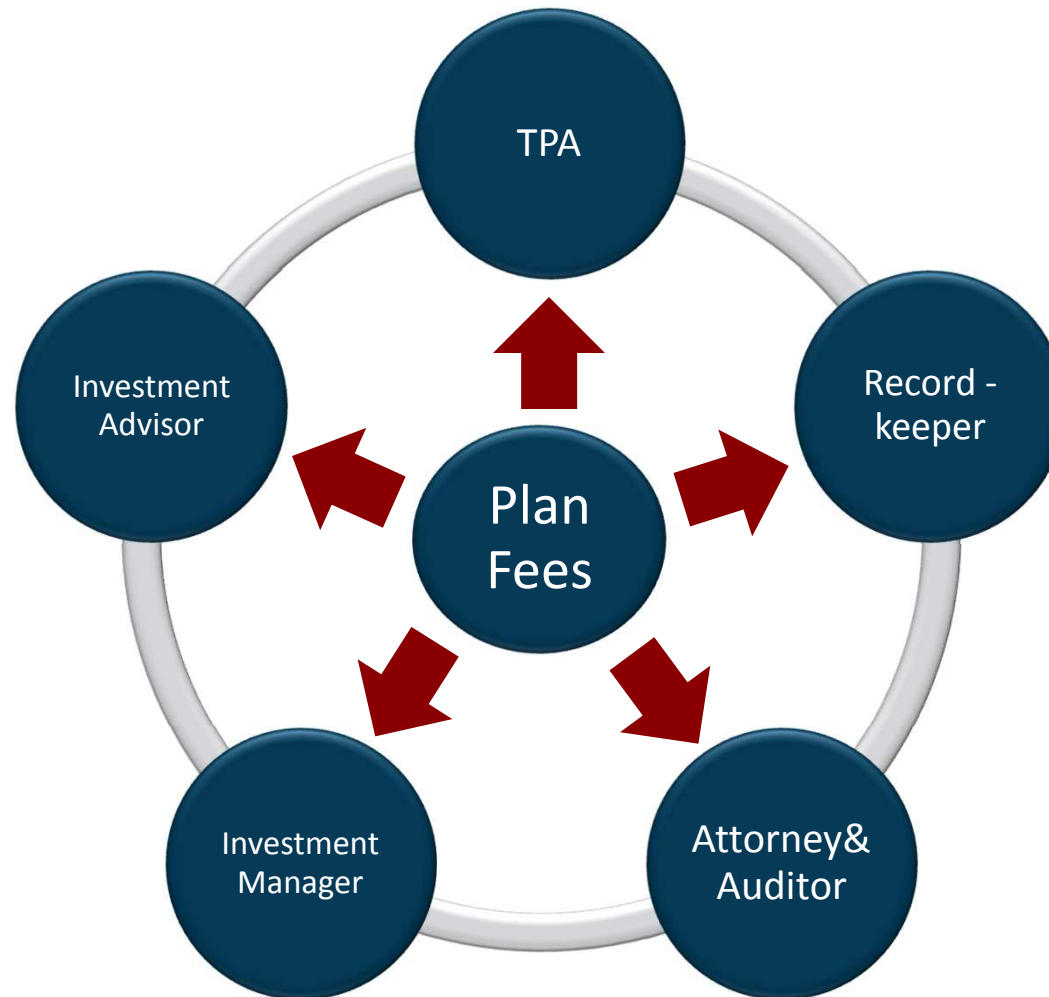 TPA
Record -
keeper
Attorney&
Auditor
Investment
Manager
Investment
Advisor
Plan
Fees